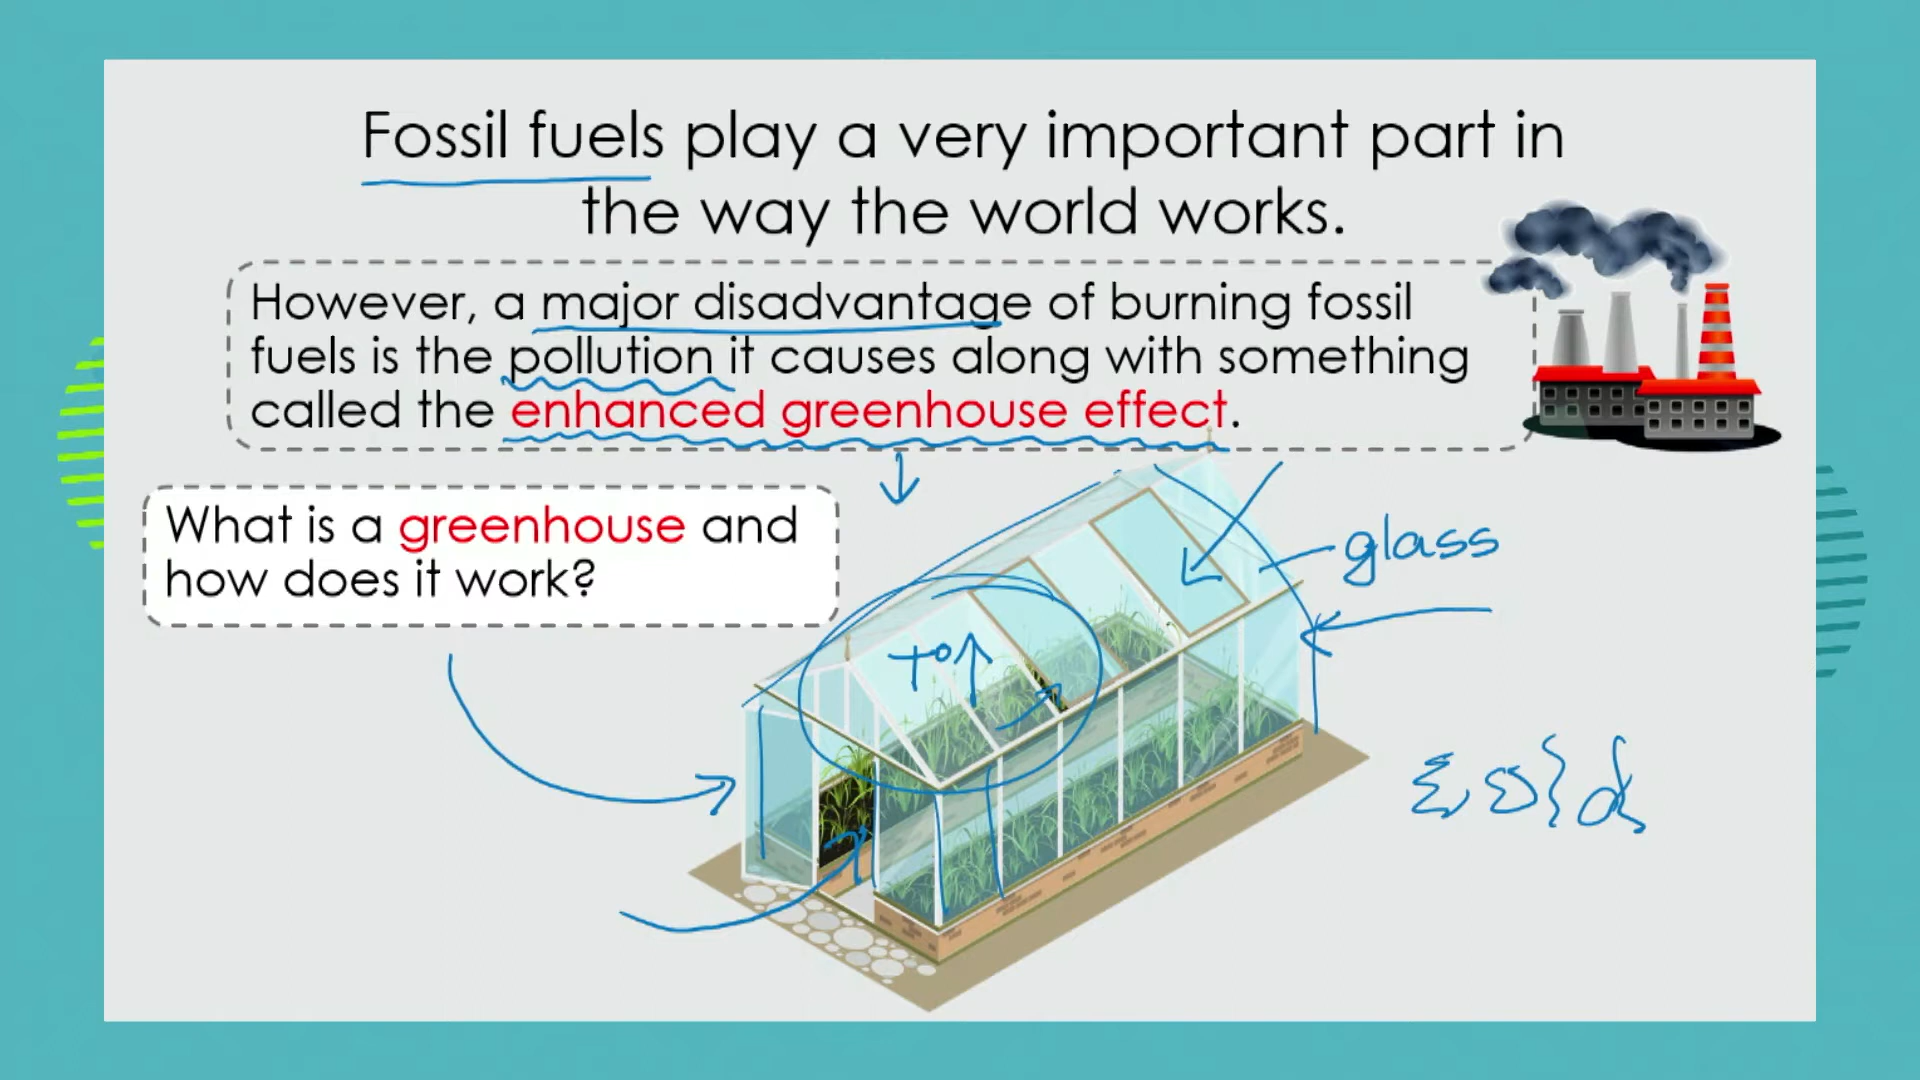 Fossil fuels play a very important part in
the way the world works.
However, a major disadvantage of burning fossil
fuels is the pollution it causes along with something
called the enhanced greenhouse effect.
What is a greenhouse and
how does it work?
glass
T°↑